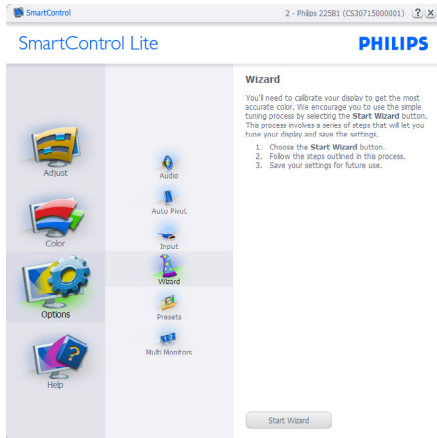 SmartControl
2 - Philips 225B1 (CS30715000001)
SmartControl Lite
PHILIPS
Adjust
Color
Options
Help
Audio
Auto Pivot
Input
Wizard
Presets
Multi Monitors
Wizard
You'll need to calibrate your display to get the most
accurate color. We encourage you to use the simple
tuning process by selecting the Start Wizard button.
This process involves a series of steps that will let you
tune your display and save the settings.
1. Choose the Start Wizard button.
2. Follow the steps outlined in this process.
3. Save your settings for future use.
Start Wizard